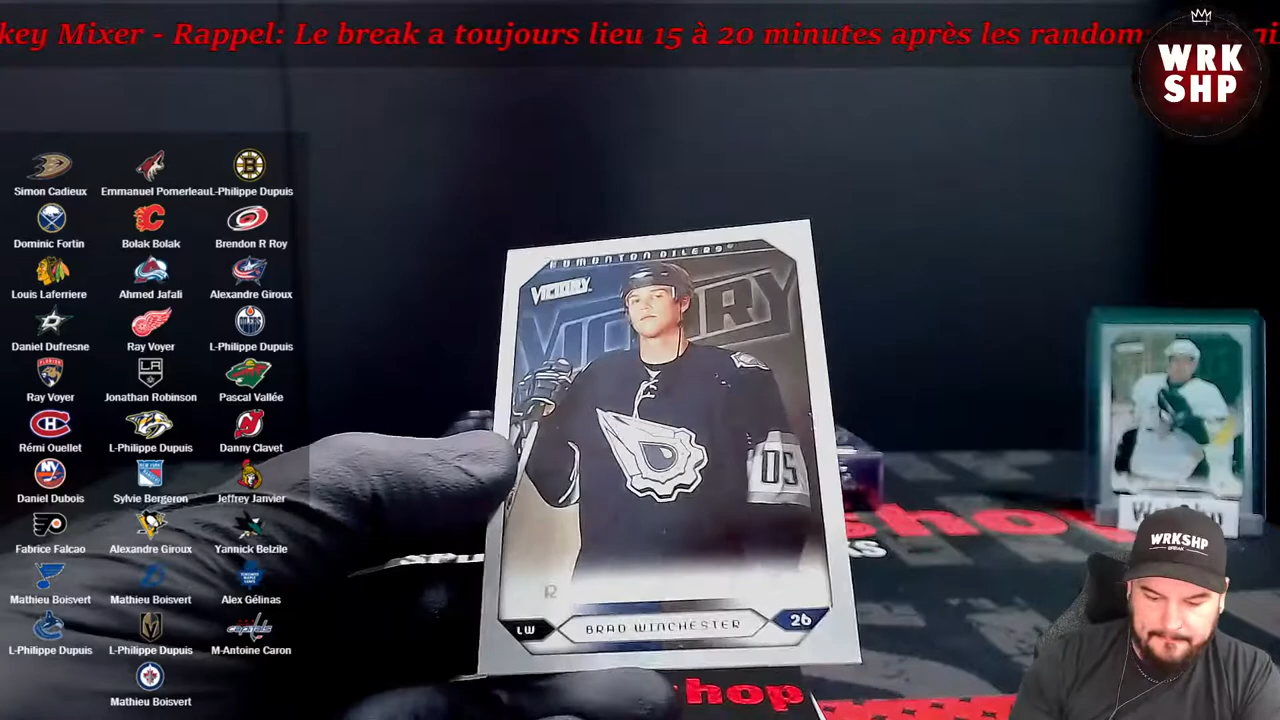 key Mixer - Rappel: Le break a toujours lieu 15 à 20 minutes après les random
WRK
SHP
Simon Cadieux
Emmanuel Pomerleau
L-Philippe Dupuis
Dominic Fortin
Bolak Bolak
Brendon R Roy
Louis Laferriere
Ahmed Jafali
Alexandre Giroux
Daniel Dufresne
Ray Voyer
L-Philippe Dupuis
Ray Voyer
Jonathan Robinson
Pascal Vallée
Rémi Ouellet
L-Philippe Dupuis
Danny Clavet
Daniel Dubois
Sylvie Bergeron
Jeffrey Janvier
Fabrice Falcao
Alexandre Giroux
Yannick Belzile
Mathieu Boisvert
Mathieu Boisvert
Alex Gélinas
L-Philippe Dupuis
L-Philippe Dupuis
M-Antoine Caron
Mathieu Boisvert
EDMONTON OILERS
VICTORY
05
R
LW
BRAD WINCHESTER
26
shop
WRKSHP
BREAK
shop